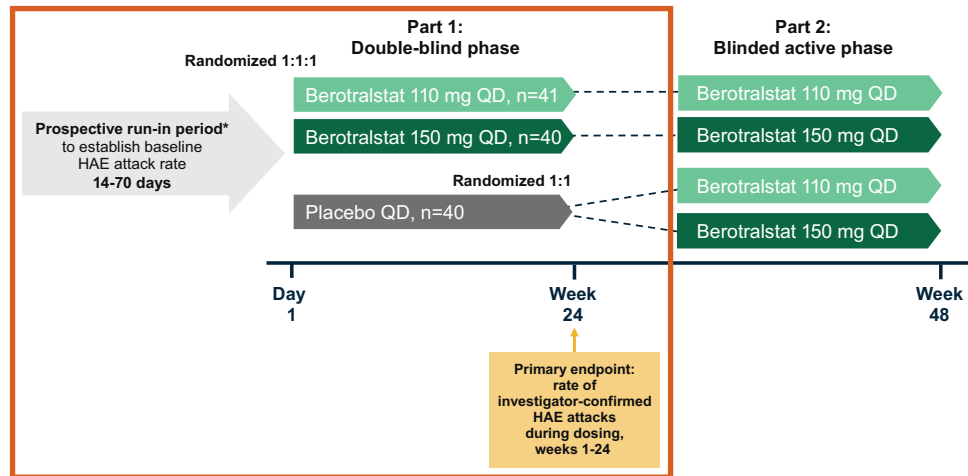 Part 1:
Double-blind phase
Part 2:
Blinded active phase
Randomized 1:1:1
Prospective run-in period*
to establish baseline
HAE attack rate
14-70 days
Berotralstat 110 mg QD, n=41
Berotralstat 110 mg QD
Berotralstat 150 mg QD, n=40
Berotralstat 150 mg QD
Randomized 1:1
Placebo QD, n=40
Berotralstat 110 mg QD
Berotralstat 150 mg QD
Day
1
Week
24
Week
48
Primary endpoint:
rate of
investigator-confirmed
HAE attacks
during dosing,
weeks 1-24